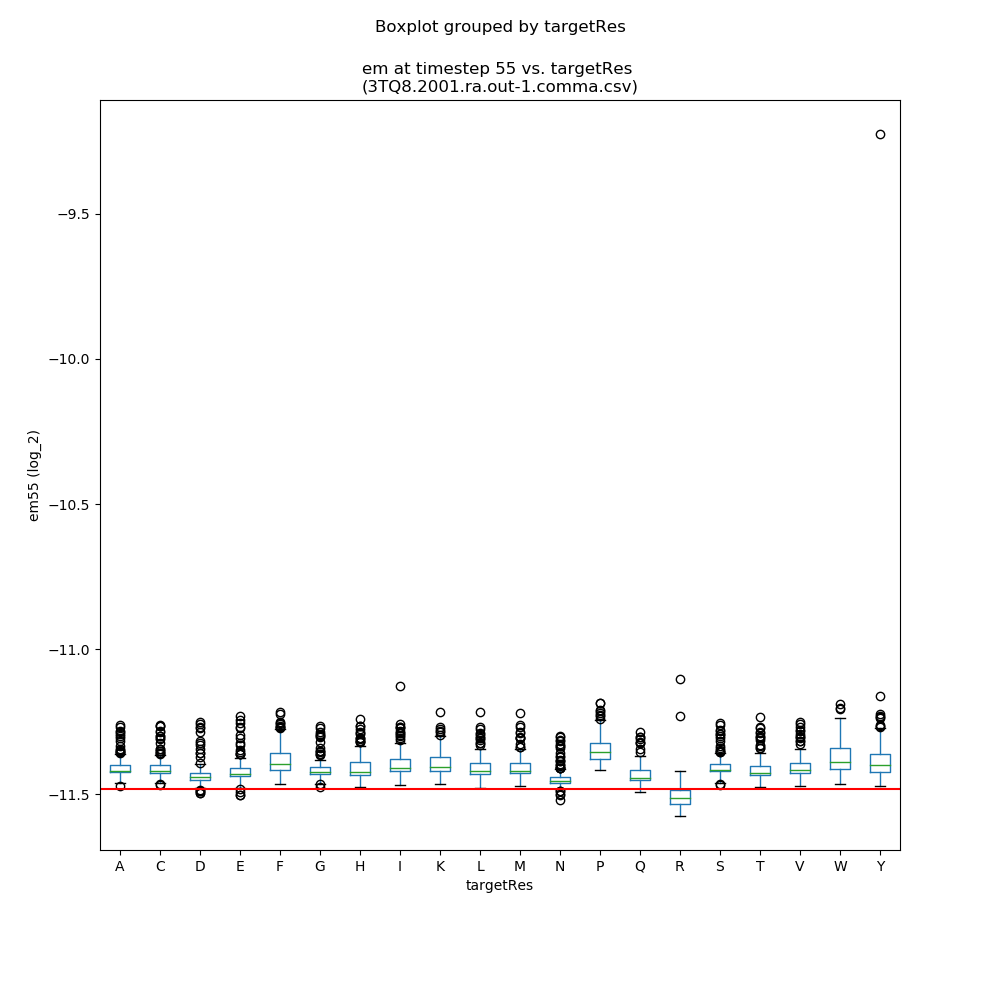 Boxplot grouped by targetRes
em at timestep 55 vs. targetRes
(3TQ8.2001.ra.out-1.comma.csv)
−9.5
−10.0
−10.5
−11.0
−11.5
em55 (log_2)
A C D E F G H I K L M N P Q R S T V W Y
targetRes